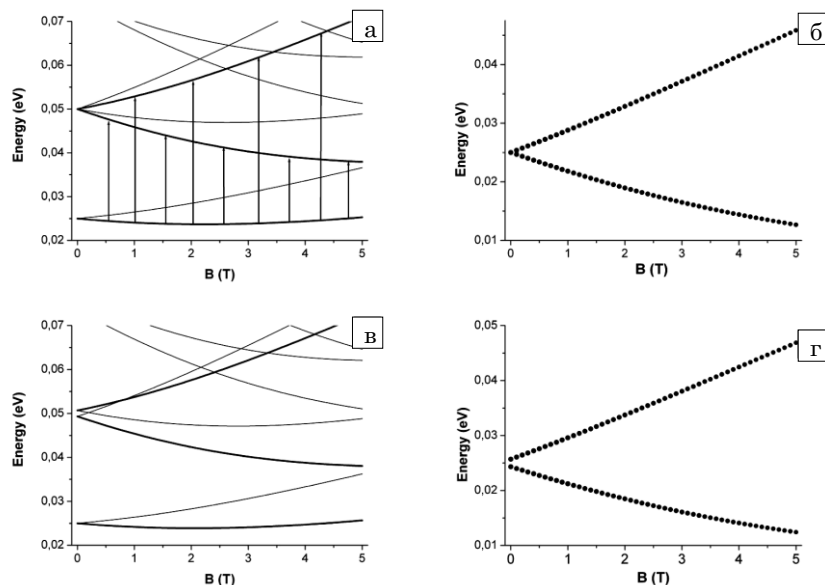 0,07
0,06
0,05
0,04
0,03
0,02
Energy (eV)
0 1 2 3 4 5
B (T)
а
0,04
0,03
0,02
0,01
Energy (eV)
0 1 2 3 4 5
B (T)
б
0,07
0,06
0,05
0,04
0,03
0,02
Energy (eV)
0 1 2 3 4 5
B (T)
в
0,05
0,04
0,03
0,02
0,01
Energy (eV)
0 1 2 3 4 5
B (T)
г